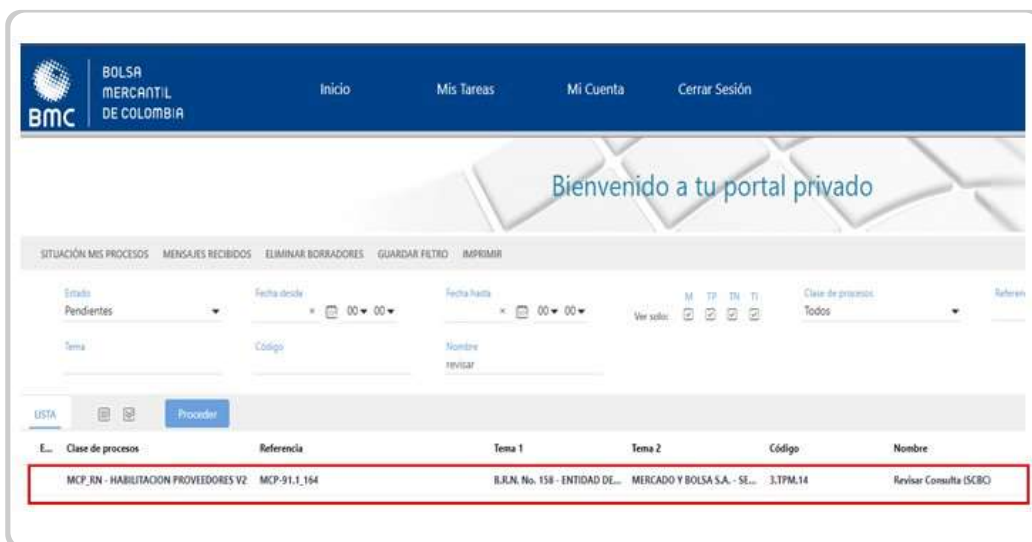 BMC
BOLSA
MERCANTIL
DE COLOMBIA
Inicio Mis Tareas Mi Cuenta Cerrar Sesión
Bienvenido a tu portal privado
SITUACIÓN MIS PROCESOS MENSAJES RECIBIDOS ELIMINAR BORRADORES GUARDAR FILTRO IMPRIMIR
Estado Fecha desde Fecha hasta M TP TN TI Clase de procesos Referen
Pendientes × 00 00 × 00 00 Ver solo: Todos
Tema Código Nombre
revisar
LISTA Proceder
E... Clase de procesos Referencia Tema 1 Tema 2 Código Nombre
MCP_RN - HABILITACION PROVEEDORES V2 MCP-91.1_164 B.R.N. No. 158 - ENTIDAD DE... MERCADO Y BOLSA S.A. - SE... 3.TPM.14 Revisar Consulta (SCBC)